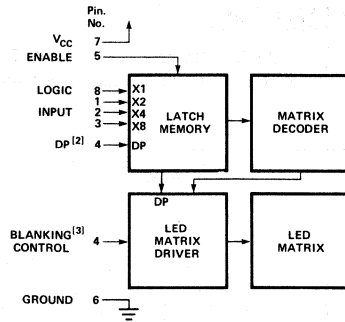 Pin.
No.
VCC 7
ENABLE 5
LOGIC 8 X1
1 X2
INPUT 2 X4
3 X8
DP [2] 4 DP
LATCH
MEMORY
MATRIX
DECODER
DP
BLANKING [3]
CONTROL 4
LED
MATRIX
DRIVER
LED
MATRIX
GROUND 6